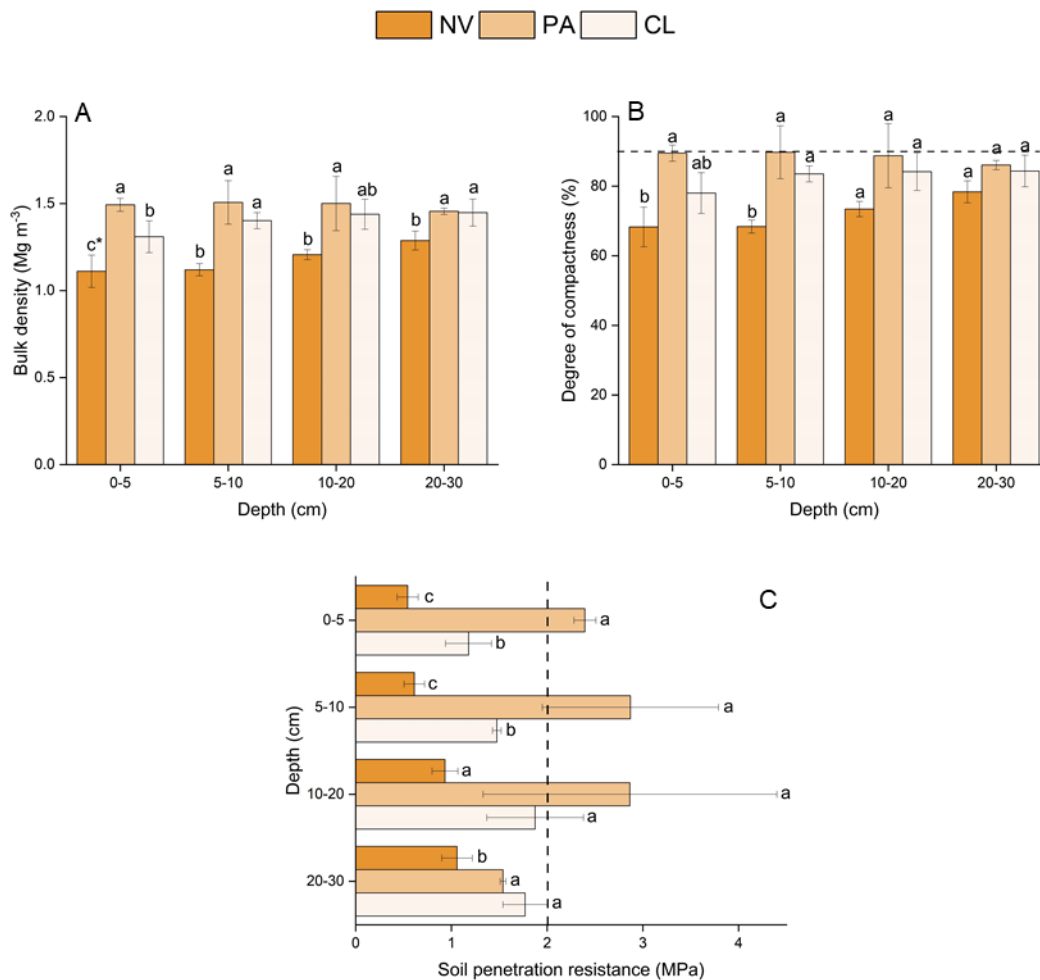 NV PA CL
A
Bulk density (Mg m⁻³)
2.0
1.5
1.0
0.5
0.0
c* a b
b a a
b a ab
a a a
0-5 5-10 10-20 20-30
Depth (cm)
B
Degree of compactness (%)
100
80
60
40
20
0
b a ab
b a a
a a a
a a a
0-5 5-10 10-20 20-30
Depth (cm)
C
Depth (cm)
0-5
c
a
b
5-10
c
a
b
10-20
a
a
a
20-30
b
a
a
0 1 2 3 4
Soil penetration resistance (MPa)